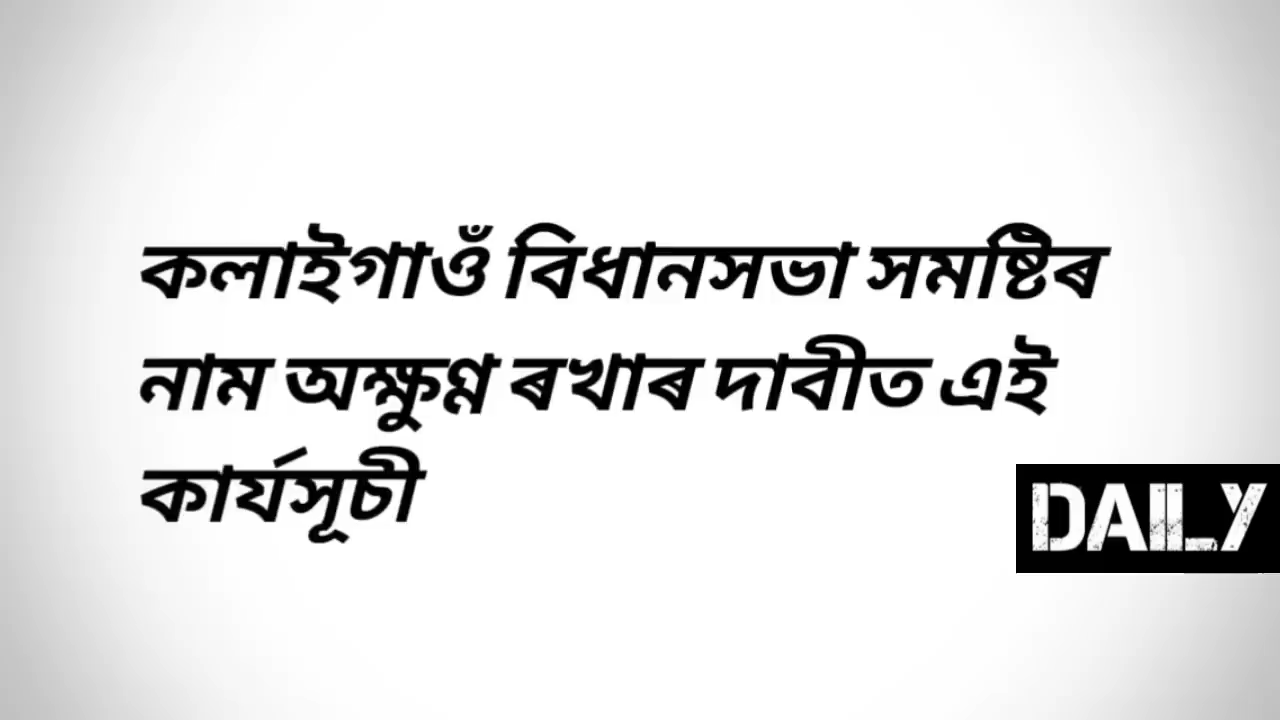 কলাইগাওঁ বিধানসভা সমষ্টিৰ
নাম অক্ষুণ্ণ ৰখাৰ দাবীত এই
কাৰ্যসূচী
DAILY